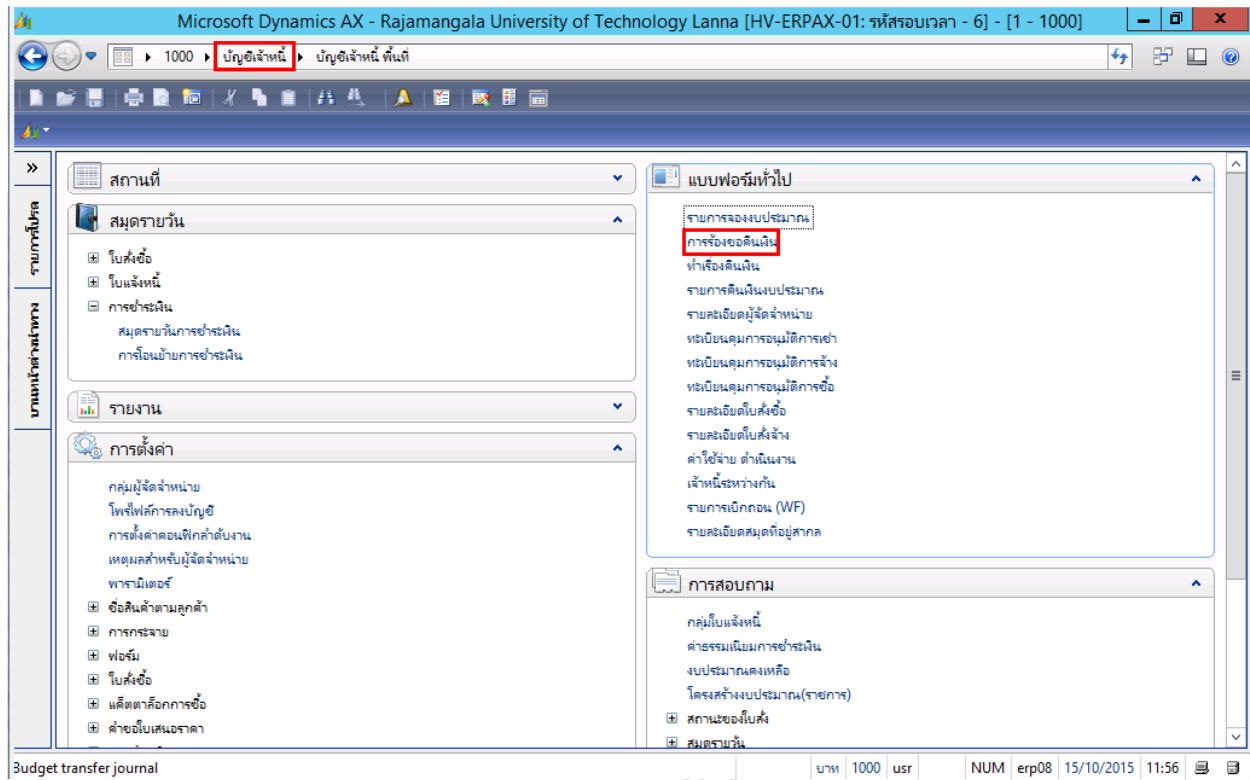 Microsoft Dynamics AX - Rajamangala University of Technology Lanna [HV-ERPAX-01: รหัสรอบเวลา - 6] - [1 - 1000]
1000 บัญชีเจ้าหนี้ บัญชีเจ้าหนี้ พื้นที่
รายการโปรด
บานหน้าต่างนำทาง
สถานที่
สมุดรายวัน
ใบสั่งซื้อ
ใบแจ้งหนี้
การชำระเงิน
สมุดรายวันการชำระเงิน
การโอนย้ายการชำระเงิน
รายงาน
การตั้งค่า
กลุ่มผู้จัดจำหน่าย
โพรไฟล์การลงบัญชี
การตั้งค่าคอนฟิกลำดับงาน
เหตุผลสำหรับผู้จัดจำหน่าย
พารามิเตอร์
ชื่อสินค้าตามลูกค้า
การกระจาย
ฟอร์ม
ใบสั่งซื้อ
แค็ตตาล็อกการซื้อ
คำขอใบเสนอราคา
แบบฟอร์มทั่วไป
รายการจองงบประมาณ
การร้องขอคืนเงิน
ทำเรื่องคืนเงิน
รายการคืนเงินงบประมาณ
รายละเอียดผู้จัดจำหน่าย
ทะเบียนคุมการอนุมัติการเช่า
ทะเบียนคุมการอนุมัติการจ้าง
ทะเบียนคุมการอนุมัติการซื้อ
รายละเอียดใบสั่งซื้อ
รายละเอียดใบสั่งจ้าง
ค่าใช้จ่าย ดำเนินงาน
เจ้าหนี้ระหว่างกัน
รายการเบิกถอน (WF)
รายละเอียดสมุดที่อยู่สากล
การสอบถาม
กลุ่มใบแจ้งหนี้
ค่าธรรมเนียมการชำระเงิน
งบประมาณคงเหลือ
โครงสร้างงบประมาณ(ราชการ)
สถานะของใบสั่ง
สมุดรายวัน
Budget transfer journal
บาท 1000 usr NUM erp08 15/10/2015 11:56